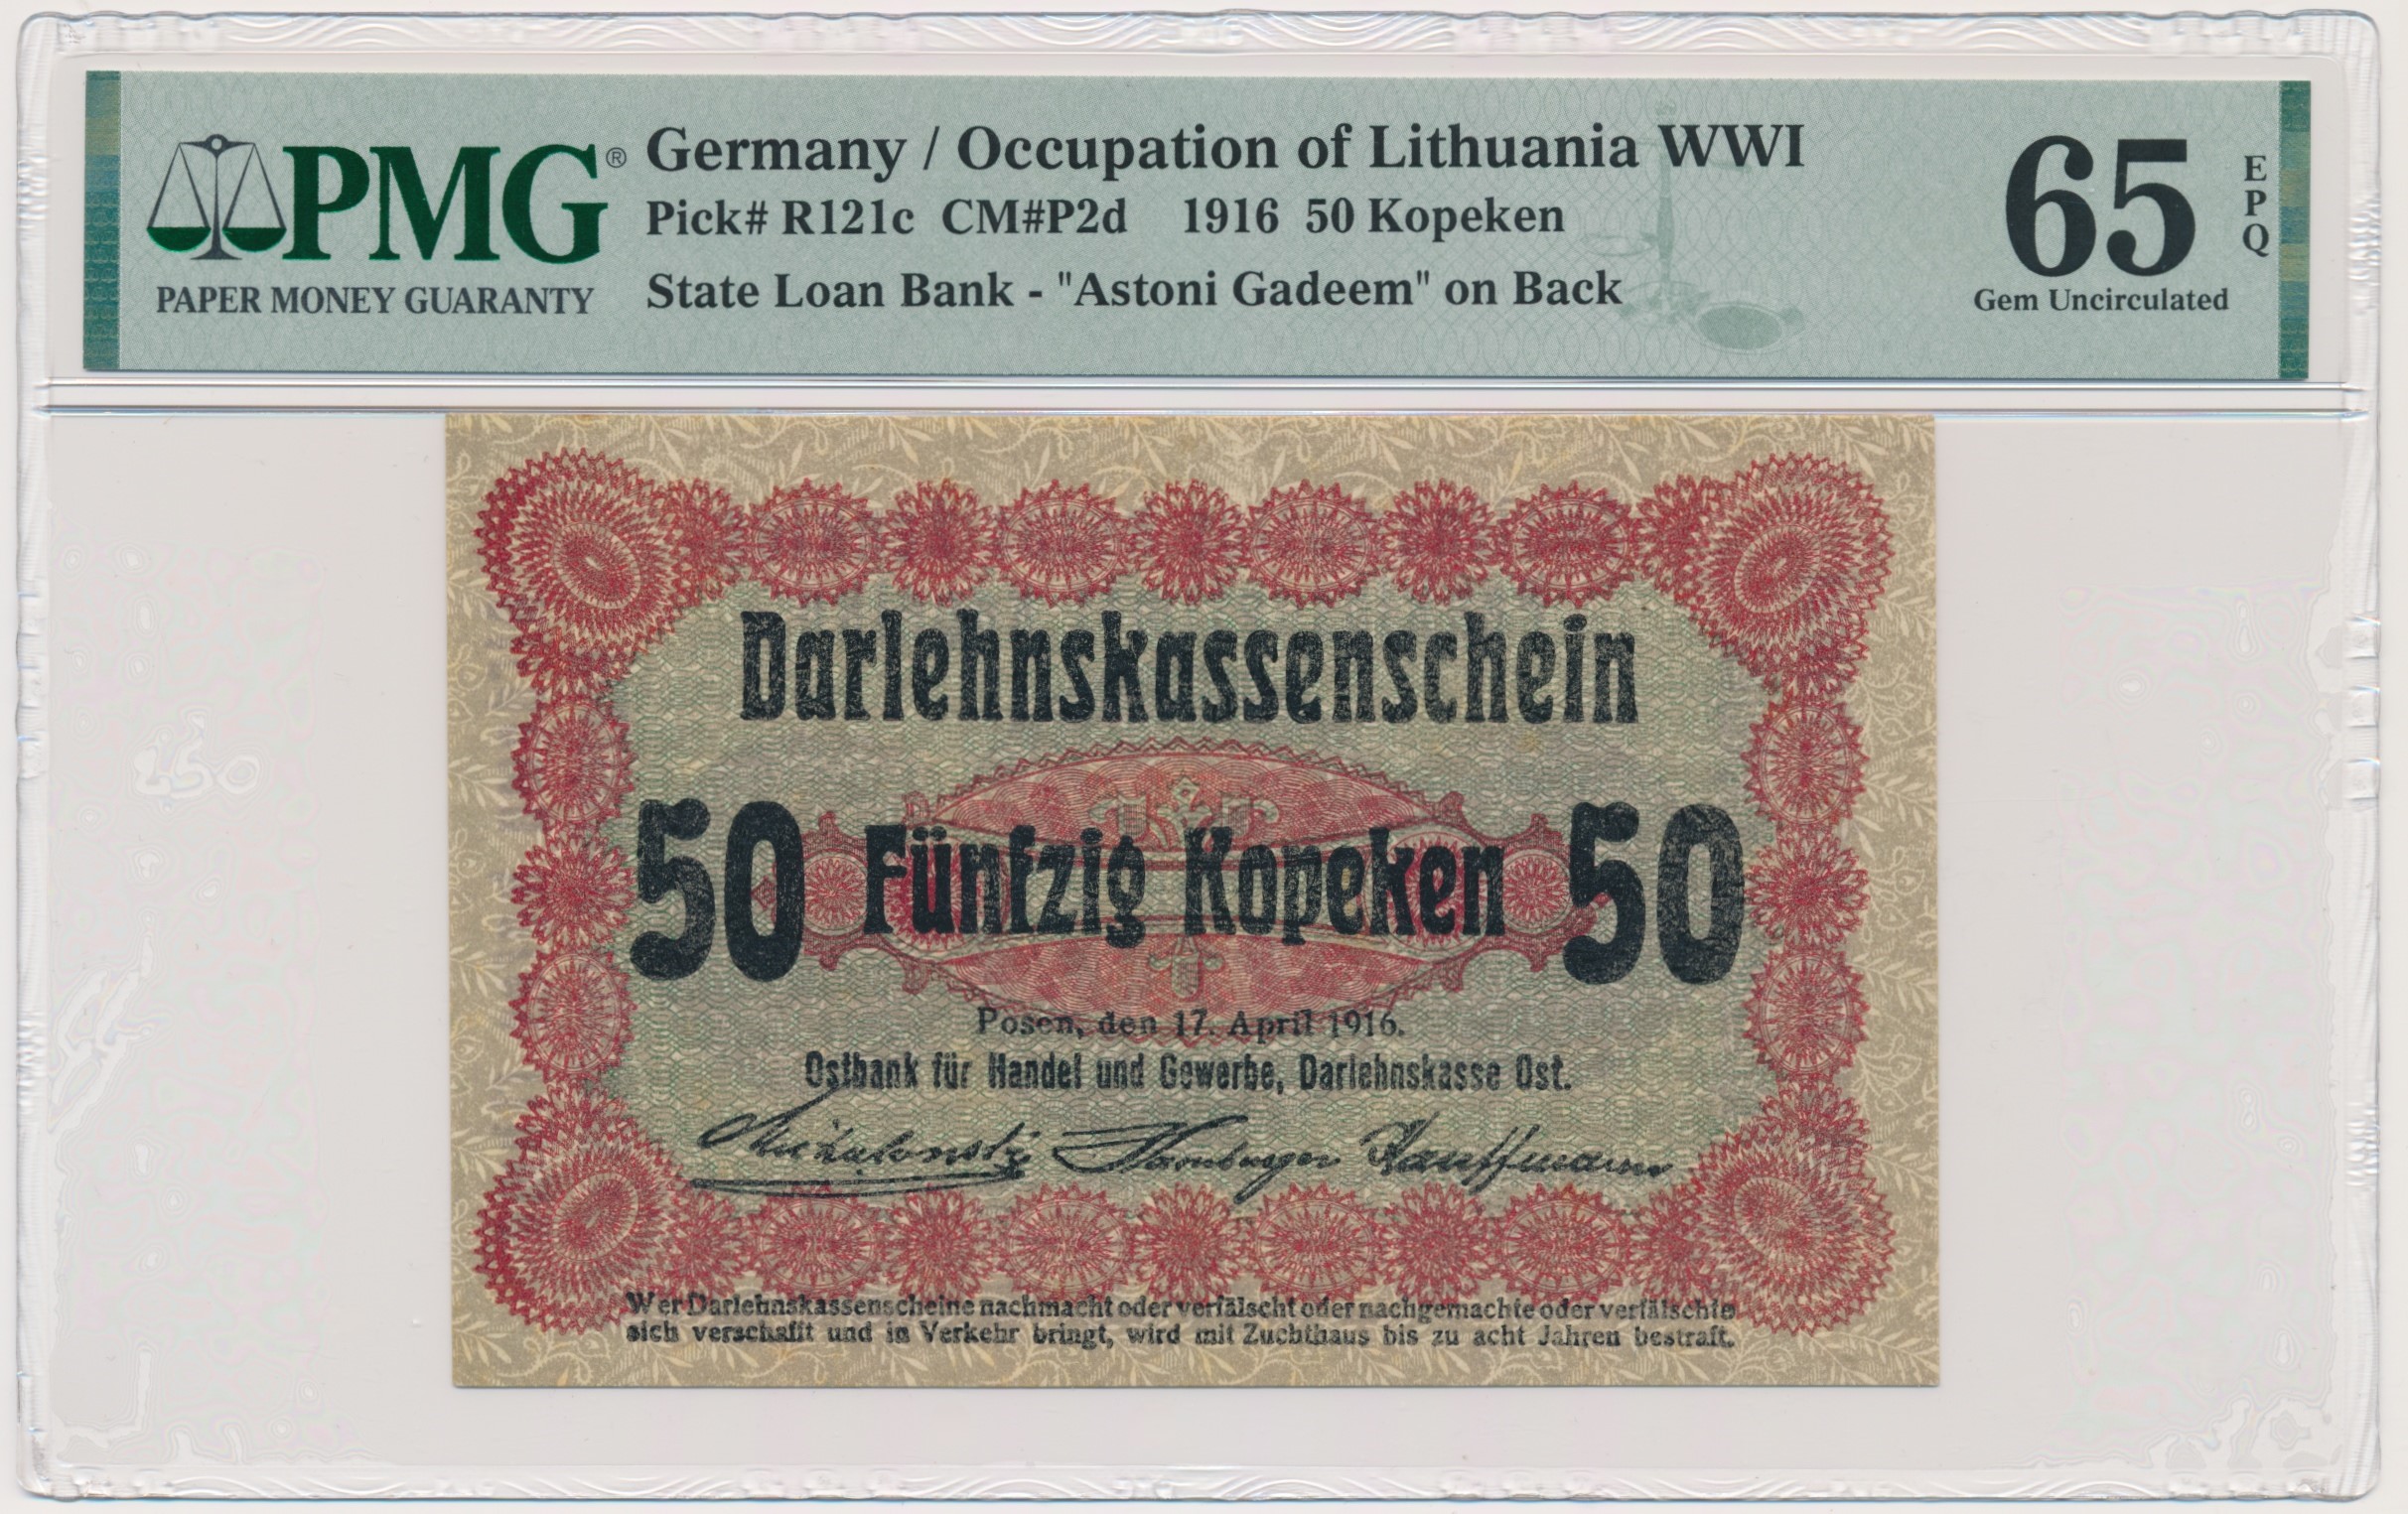 PMG®
PAPER MONEY GUARANTY
Germany / Occupation of Lithuania WWI
Pick# R121c CM#P2d 1916 50 Kopeken
State Loan Bank - "Astoni Gadeem" on Back
65
EPQ
Gem Uncirculated
Darlehnskassenschein
50 Fünfzig Kopeken 50
Posen, den 17. April 1916.
Ostbank für Handel und Gewerbe, Darlehnskasse Ost.
Kauffmann
Wer Darlehnskassenscheine nachmacht oder verfälscht oder nachgemachte oder verfälschte
sich verschafft und in Verkehr bringt, wird mit Zuchthaus bis zu acht Jahren bestraft.